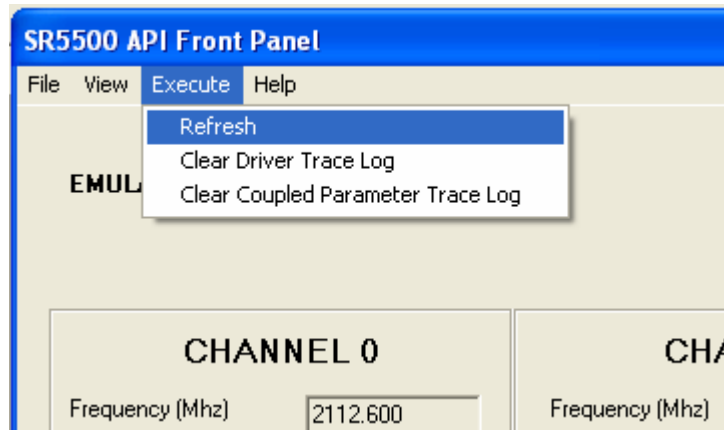 SR5500 API Front Panel
File View Execute Help
Refresh
Clear Driver Trace Log
Clear Coupled Parameter Trace Log
CHANNEL 0
Frequency (Mhz) 2112.600 Frequency (Mhz)